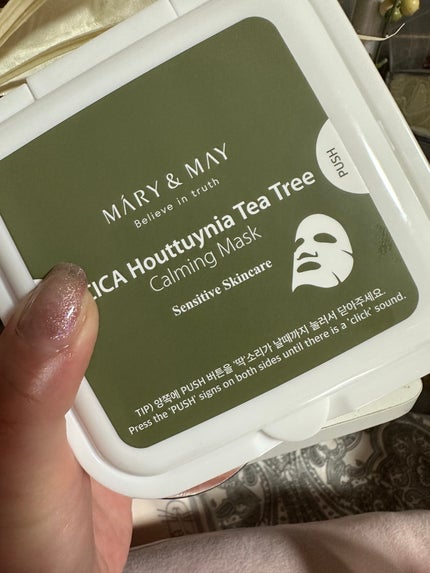 MÁRY & MAY
Believe in truth
PUSH
CICA Houttuynia Tea Tree
Calming Mask
Sensitive Skincare
TIP) 양쪽에 PUSH 버튼을 '딱'소리가 날때까지 눌러서 닫아주세요.
Press the 'PUSH' signs on both sides until there is a 'click' sound.